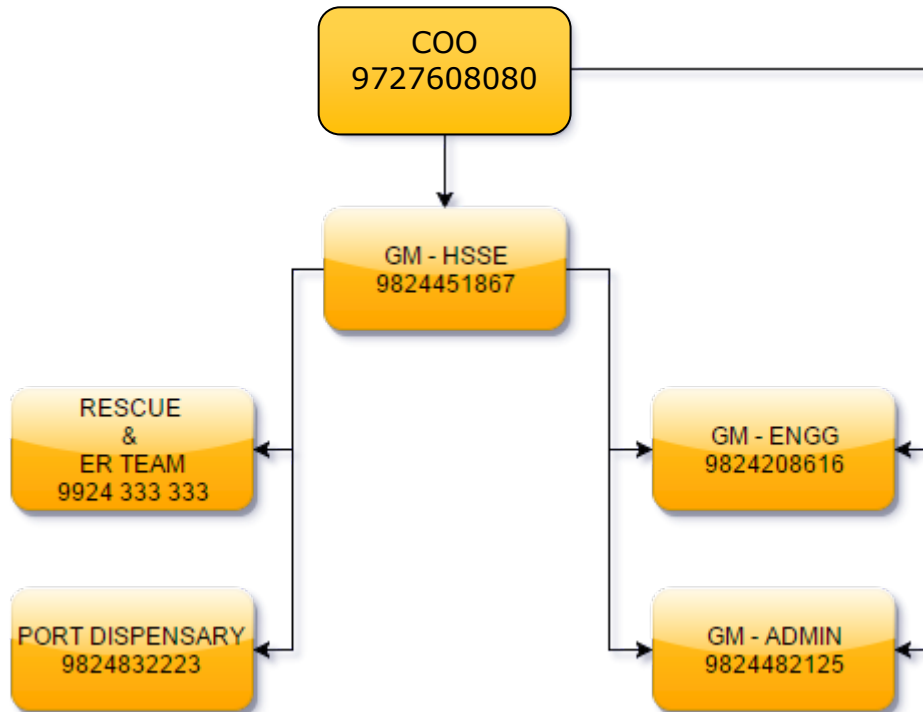 COO
9727608080
GM - HSSE
9824451867
RESCUE
&
ER TEAM
9924 333 333
GM - ENGG
9824208616
PORT DISPENSARY
9824832223
GM - ADMIN
9824482125